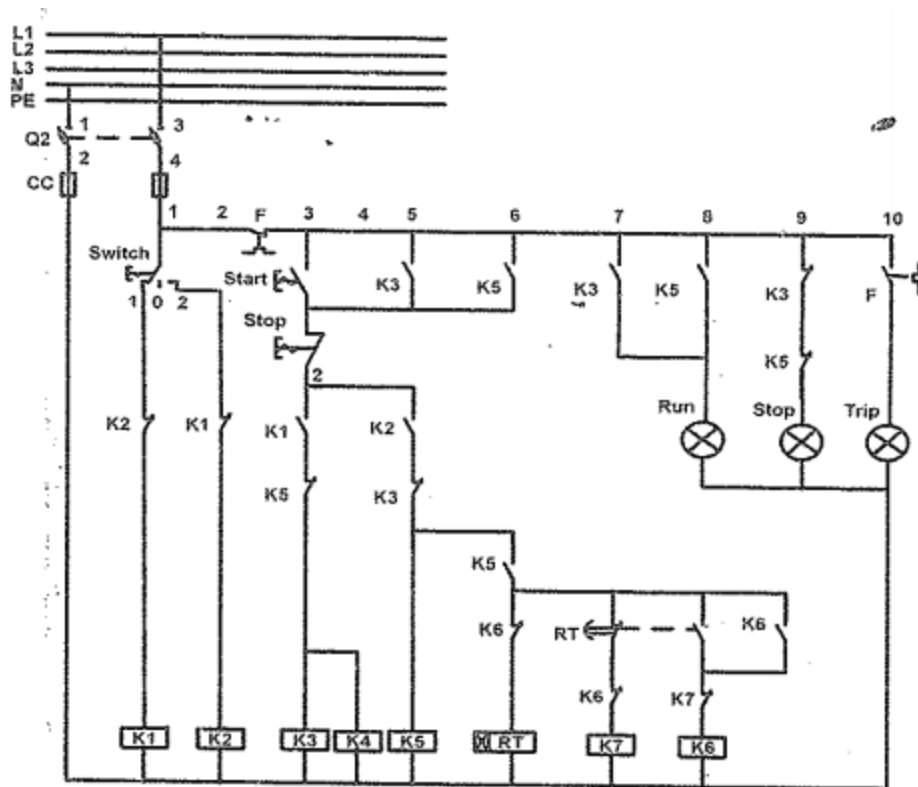 L1
L2
L3
N
PE
1 3
Q2
2 4
CC
1 2 F 3 4 5 6 7 8 9 10
Switch
Start K3 K5 K3 K5 K3 F
1 0 2
Stop
K5
2
Run Stop Trip
K2 K1 K1 K2
K5 K3
K5
K6 RT K6
K6 K7
K1 K2 K3 K4 K5 RT K7 K6